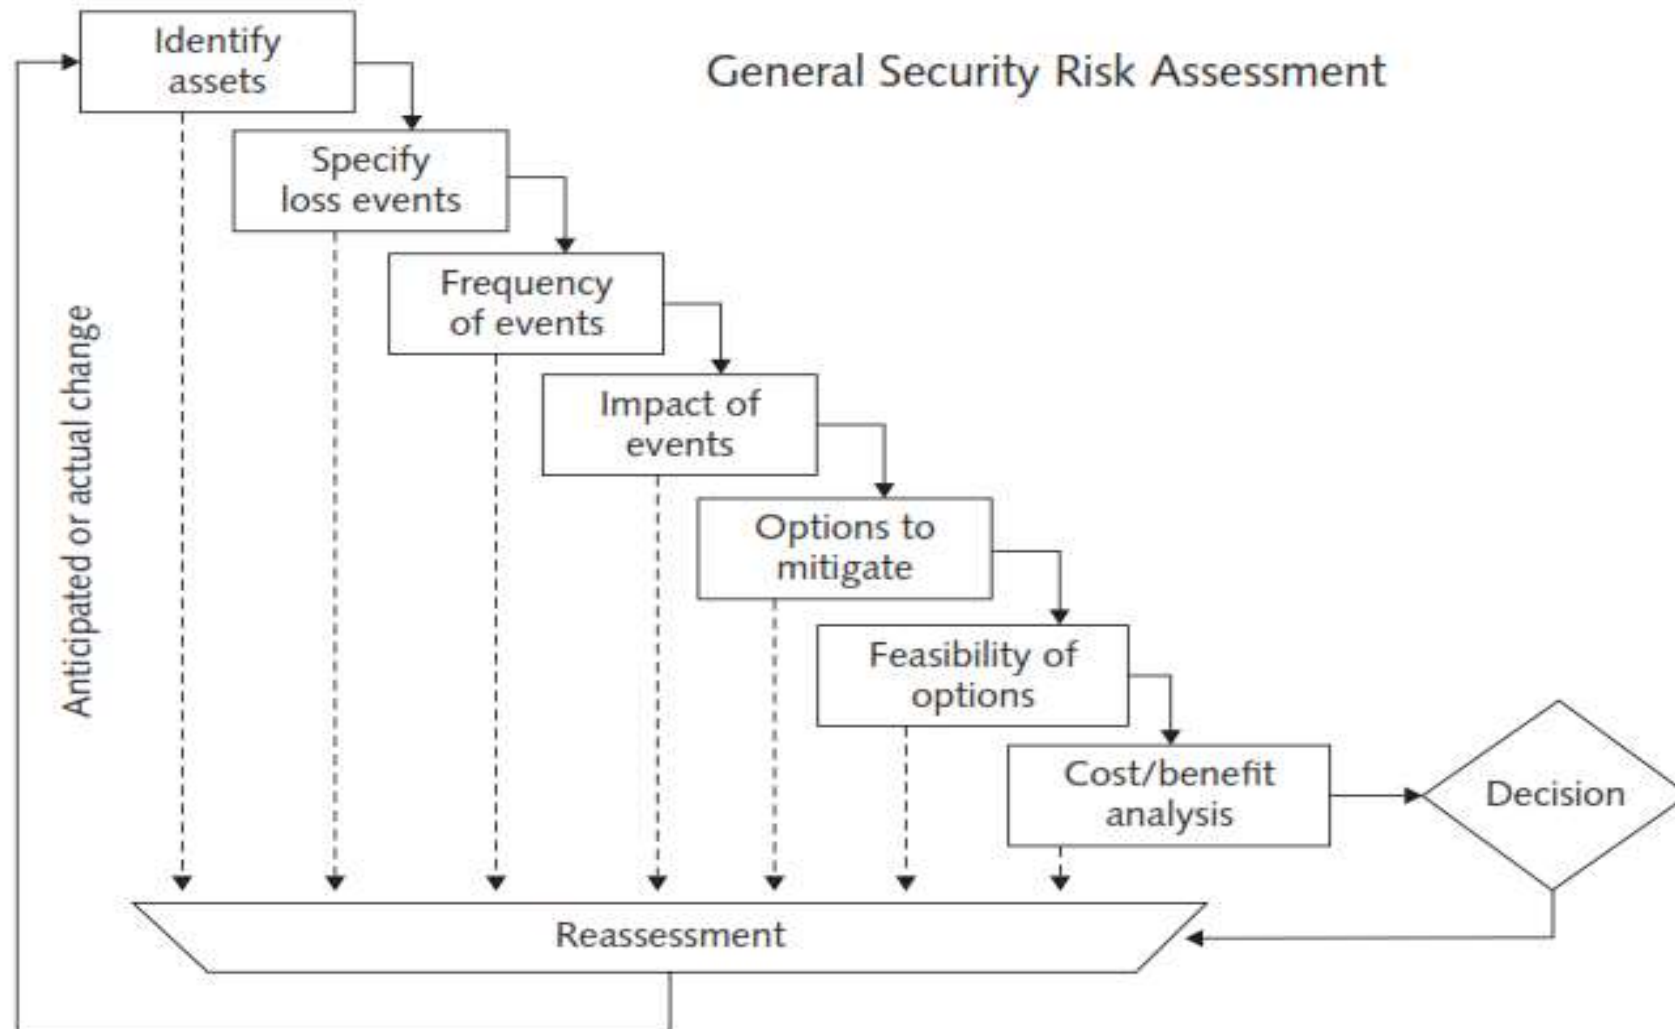 General Security Risk Assessment
Identify
assets
Specify
loss events
Frequency
of events
Impact of
events
Options to
mitigate
Feasibility of
options
Cost/benefit
analysis
Decision
Reassessment
Anticipated or actual change